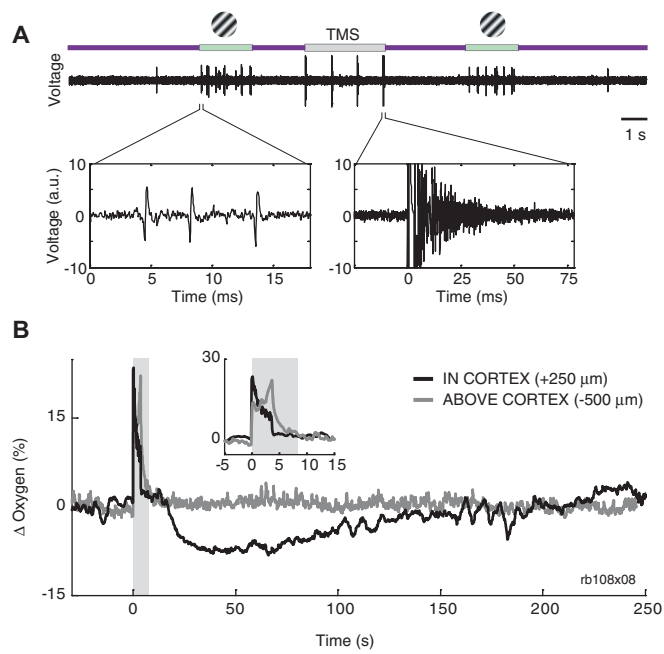 A
TMS
Voltage
1 s
Voltage (a.u.)
10
0
-10
0
5
10
15
Time (ms)
10
0
-10
0
25
50
75
Time (ms)
B
Δ Oxygen (%)
15
0
-15
30
0
-5
0
5
10
15
IN CORTEX (+250 μm)
ABOVE CORTEX (-500 μm)
rb108x08
0
50
100
150
200
250
Time (s)